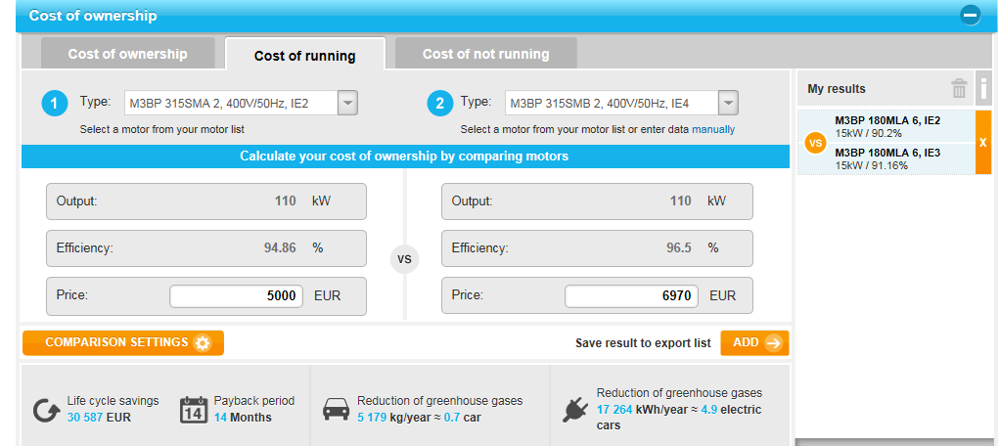 Cost of ownership
Cost of ownership
Cost of running
Cost of not running
1
Type:
M3BP 315SMA 2, 400V/50Hz, IE2
Select a motor from your motor list
2
Type:
M3BP 315SMB 2, 400V/50Hz, IE4
Select a motor from your motor list or enter data manually
Calculate your cost of ownership by comparing motors
Output: 110 kW
Efficiency: 94.86 %
Price: 5000 EUR
VS
Output: 110 kW
Efficiency: 96.5 %
Price: 6970 EUR
COMPARISON SETTINGS
Save result to export list
ADD
Life cycle savings
30 587 EUR
14
Payback period
14 Months
Reduction of greenhouse gases
5 179 kg/year ≈ 0.7 car
Reduction of greenhouse gases
17 264 kWh/year ≈ 4.9 electric
cars
My results
i
VS
M3BP 180MLA 6, IE2
15kW / 90.2%
M3BP 180MLA 6, IE3
15kW / 91.16%
X